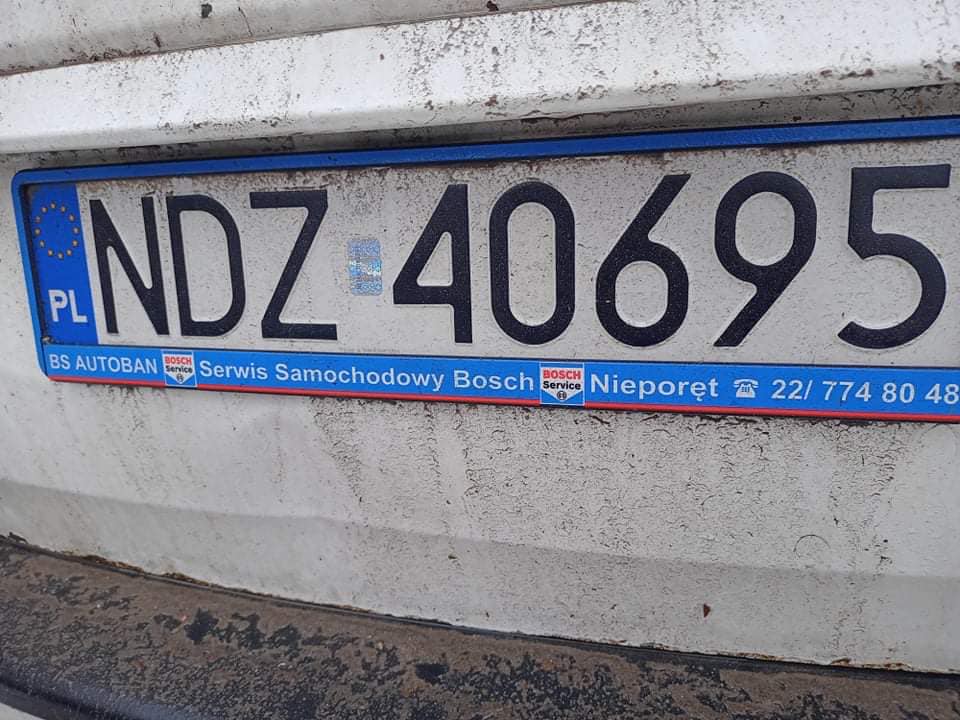 PL NDZ 40695
BS AUTOBAN BOSCH Service Serwis Samochodowy Bosch BOSCH Service Nieporęt ☎ 22/ 774 80 48